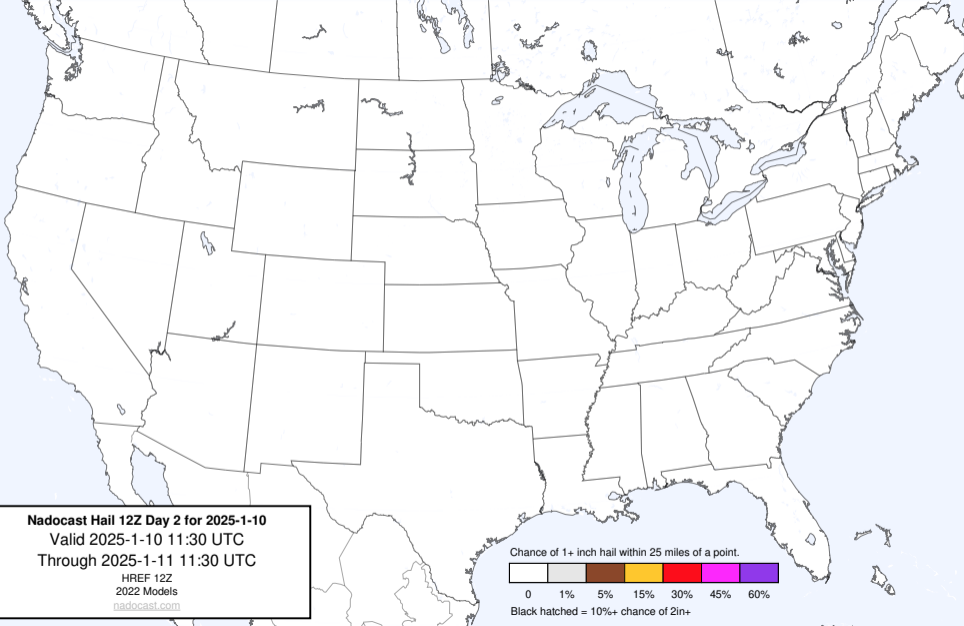 Nadocast Hail 12Z Day 2 for 2025-1-10
Valid 2025-1-10 11:30 UTC
Through 2025-1-11 11:30 UTC
HREF 12Z
2022 Models
nadocast.com
Chance of 1+ inch hail within 25 miles of a point.
0 1% 5% 15% 30% 45% 60%
Black hatched = 10%+ chance of 2in+